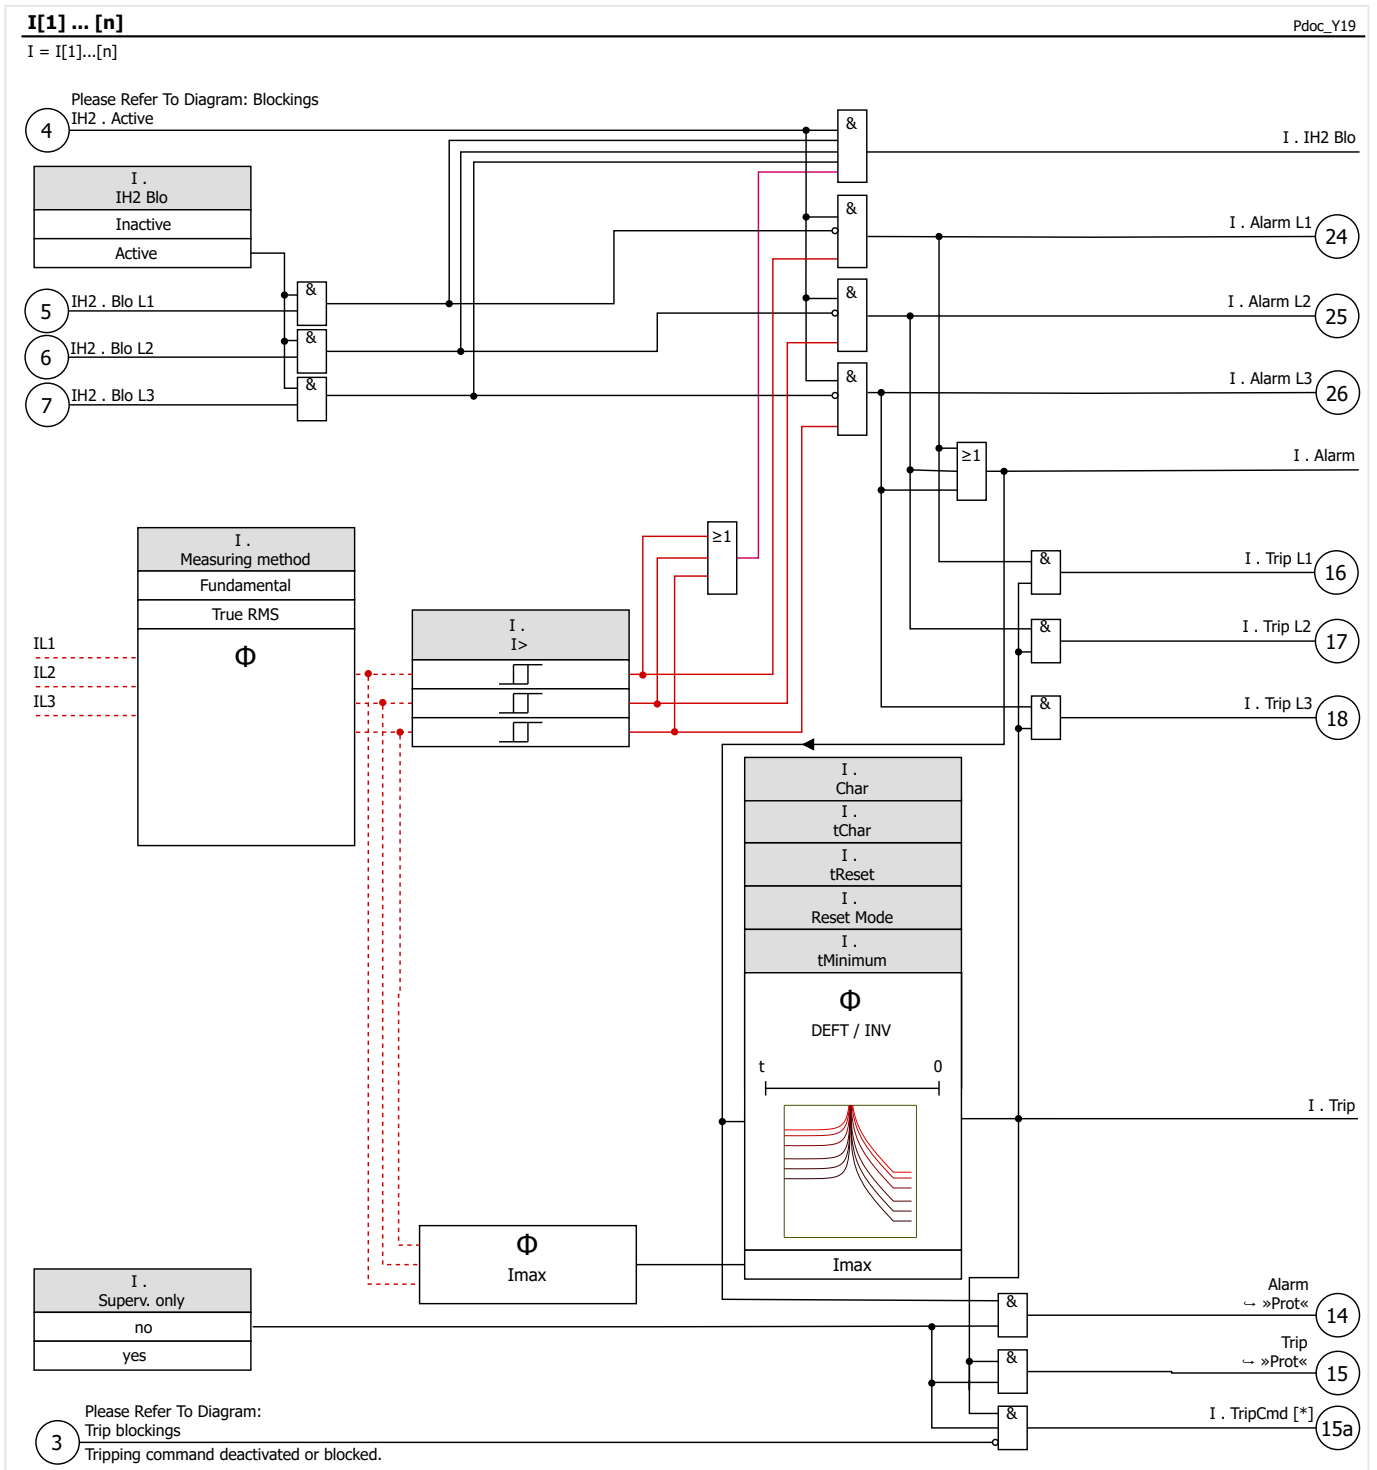 I[1] ... [n]
Pdoc_Y19
I = I[1]...[n]
Please Refer To Diagram: Blockings
4
IH2 . Active
&
I . IH2 Blo
I .
IH2 Blo
Inactive
Active
&
I . Alarm L1
24
&
5
IH2 . Blo L1
&
I . Alarm L2
25
&
6
IH2 . Blo L2
&
7
IH2 . Blo L3
&
I . Alarm L3
26
≥1
I . Alarm
I .
Measuring method
Fundamental
True RMS
Φ
IL1
IL2
IL3
≥1
I .
I>
&
I . Trip L1
16
&
I . Trip L2
17
&
I . Trip L3
18
I .
Char
I .
tChar
I .
tReset
I .
Reset Mode
I .
tMinimum
Φ
DEFT / INV
t
0
I . Trip
Imax
Φ
Imax
I .
Superv. only
no
yes
&
Alarm
↪ »Prot«
14
&
Trip
↪ »Prot«
15
&
I . TripCmd [*]
15a
3
Please Refer To Diagram:
Trip blockings
Tripping command deactivated or blocked.